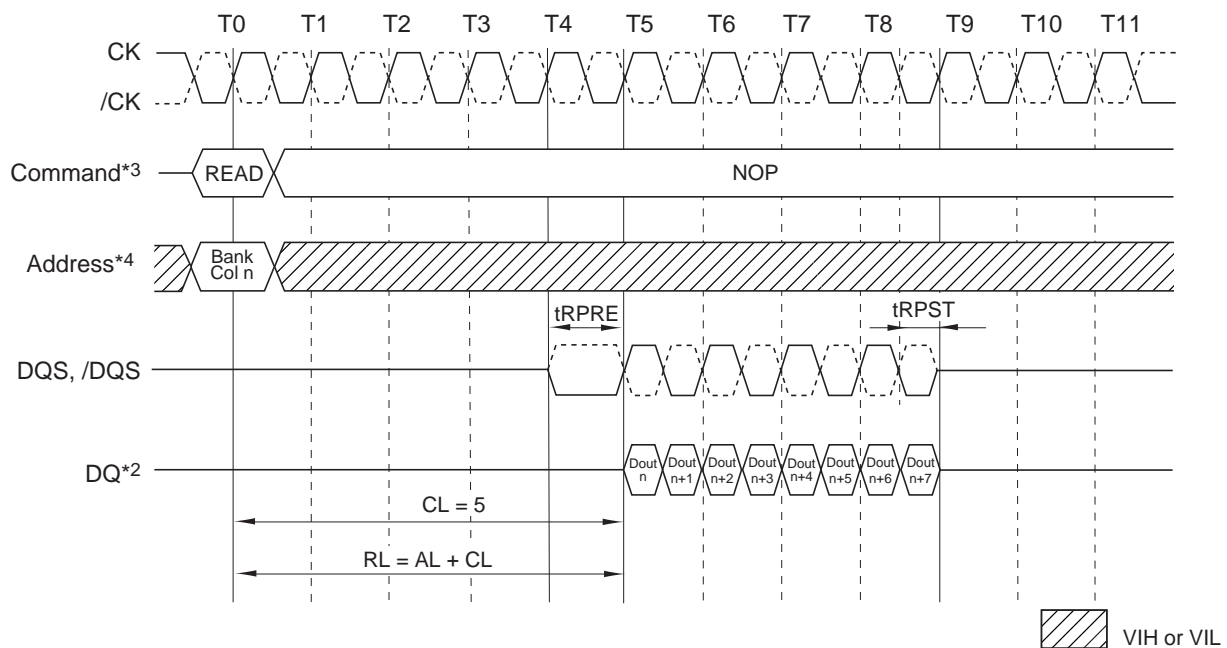 T0 T1 T2 T3 T4 T5 T6 T7 T8 T9 T10 T11
CK
/CK
Command*3 READ NOP
Address*4 Bank
Col n
tRPRE tRPST
DQS, /DQS
DQ*2 Dout Dout Dout Dout Dout Dout Dout Dout
n n+1 n+2 n+3 n+4 n+5 n+6 n+7
CL = 5
RL = AL + CL
VIH or VIL